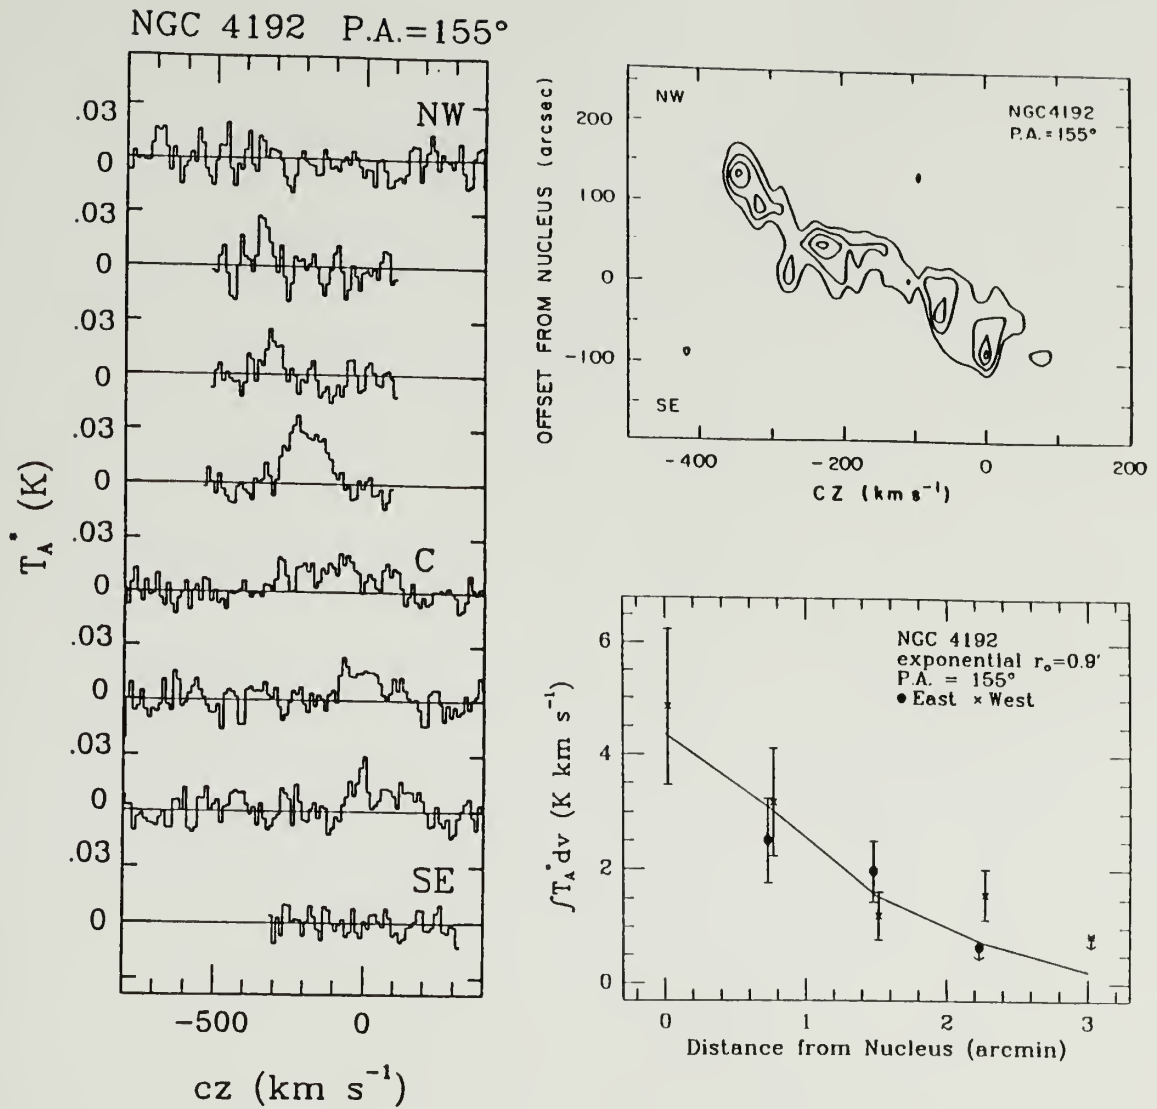 NGC 4192 P.A.=155°
NW
.03
0
.03
0
.03
0
.03
0
.03
C
0
.03
0
.03
0
.03
SE
0
T_A^* (K)
-500 0
cz (km s⁻¹)
NW
NGC4192
P.A.=155°
200
100
0
-100
SE
OFFSET FROM NUCLEUS (arcsec)
-400 -200 0 200
CZ (km s⁻¹)
NGC 4192
exponential r₀=0.9'
P.A. = 155°
● East × West
6
4
2
0
∫T_A^*dv (K km s⁻¹)
0 1 2 3
Distance from Nucleus (arcmin)